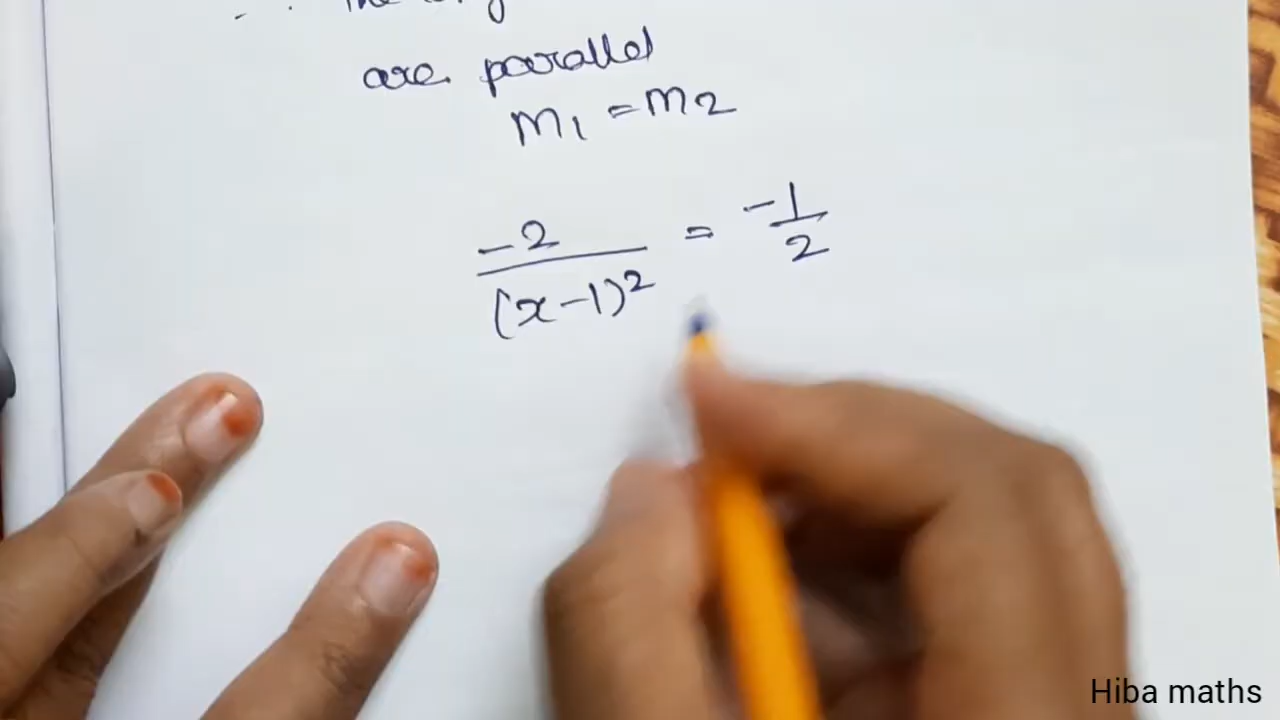 are parallel
m1 = m2
-2/(x-1)^2 = -1/2
Hiba maths